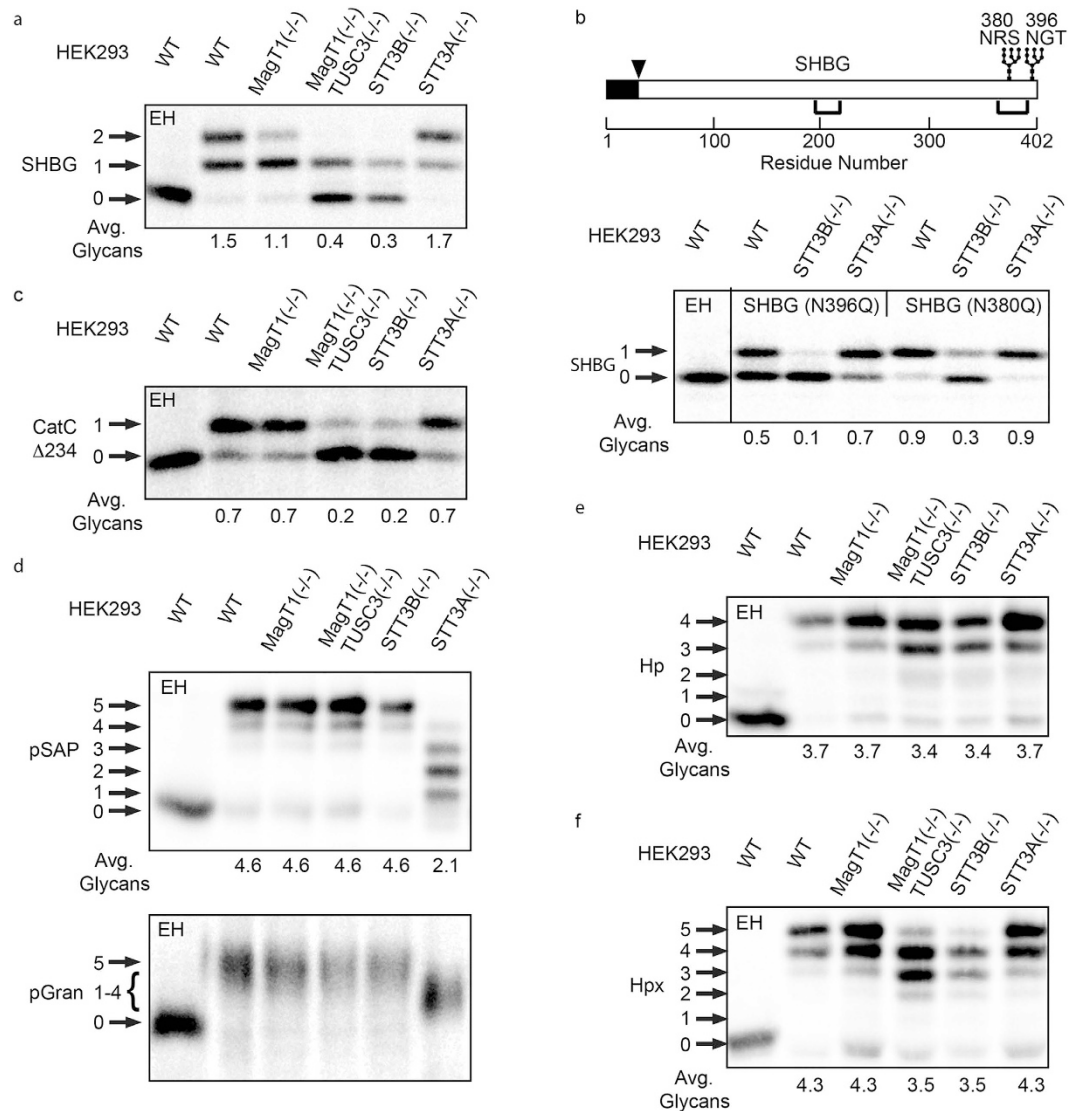 a
HEK293
WT
WT
MagT1(-/-)
MagT1(-/-)
TUSC3(-/-)
STT3B(-/-)
STT3A(-/-)
EH
2
SHBG 1
0
Avg.
Glycans
1.5 1.1 0.4 0.3 1.7
b
380 396
NRS NGT
SHBG
1 100 200 300 402
Residue Number
HEK293
WT
WT
STT3B(-/-)
STT3A(-/-)
WT
STT3B(-/-)
STT3A(-/-)
EH SHBG (N396Q) SHBG (N380Q)
1
SHBG
0
Avg.
Glycans
0.5 0.1 0.7 0.9 0.3 0.9
c
HEK293
WT
WT
MagT1(-/-)
MagT1(-/-)
TUSC3(-/-)
STT3B(-/-)
STT3A(-/-)
EH
CatC 1
Δ234 0
Avg.
Glycans
0.7 0.7 0.2 0.2 0.7
d
HEK293
WT
WT
MagT1(-/-)
MagT1(-/-)
TUSC3(-/-)
STT3B(-/-)
STT3A(-/-)
EH
5
4
pSAP 3
2
1
0
Avg.
Glycans
4.6 4.6 4.6 4.6 2.1
EH
5
pGran 1-4
0
e
HEK293
WT
WT
MagT1(-/-)
MagT1(-/-)
TUSC3(-/-)
STT3B(-/-)
STT3A(-/-)
EH
4
3
Hp 2
1
0
Avg.
Glycans
3.7 3.7 3.4 3.4 3.7
f
HEK293
WT
WT
MagT1(-/-)
MagT1(-/-)
TUSC3(-/-)
STT3B(-/-)
STT3A(-/-)
EH
5
4
Hpx 3
2
1
0
Avg.
Glycans
4.3 4.3 3.5 3.5 4.3